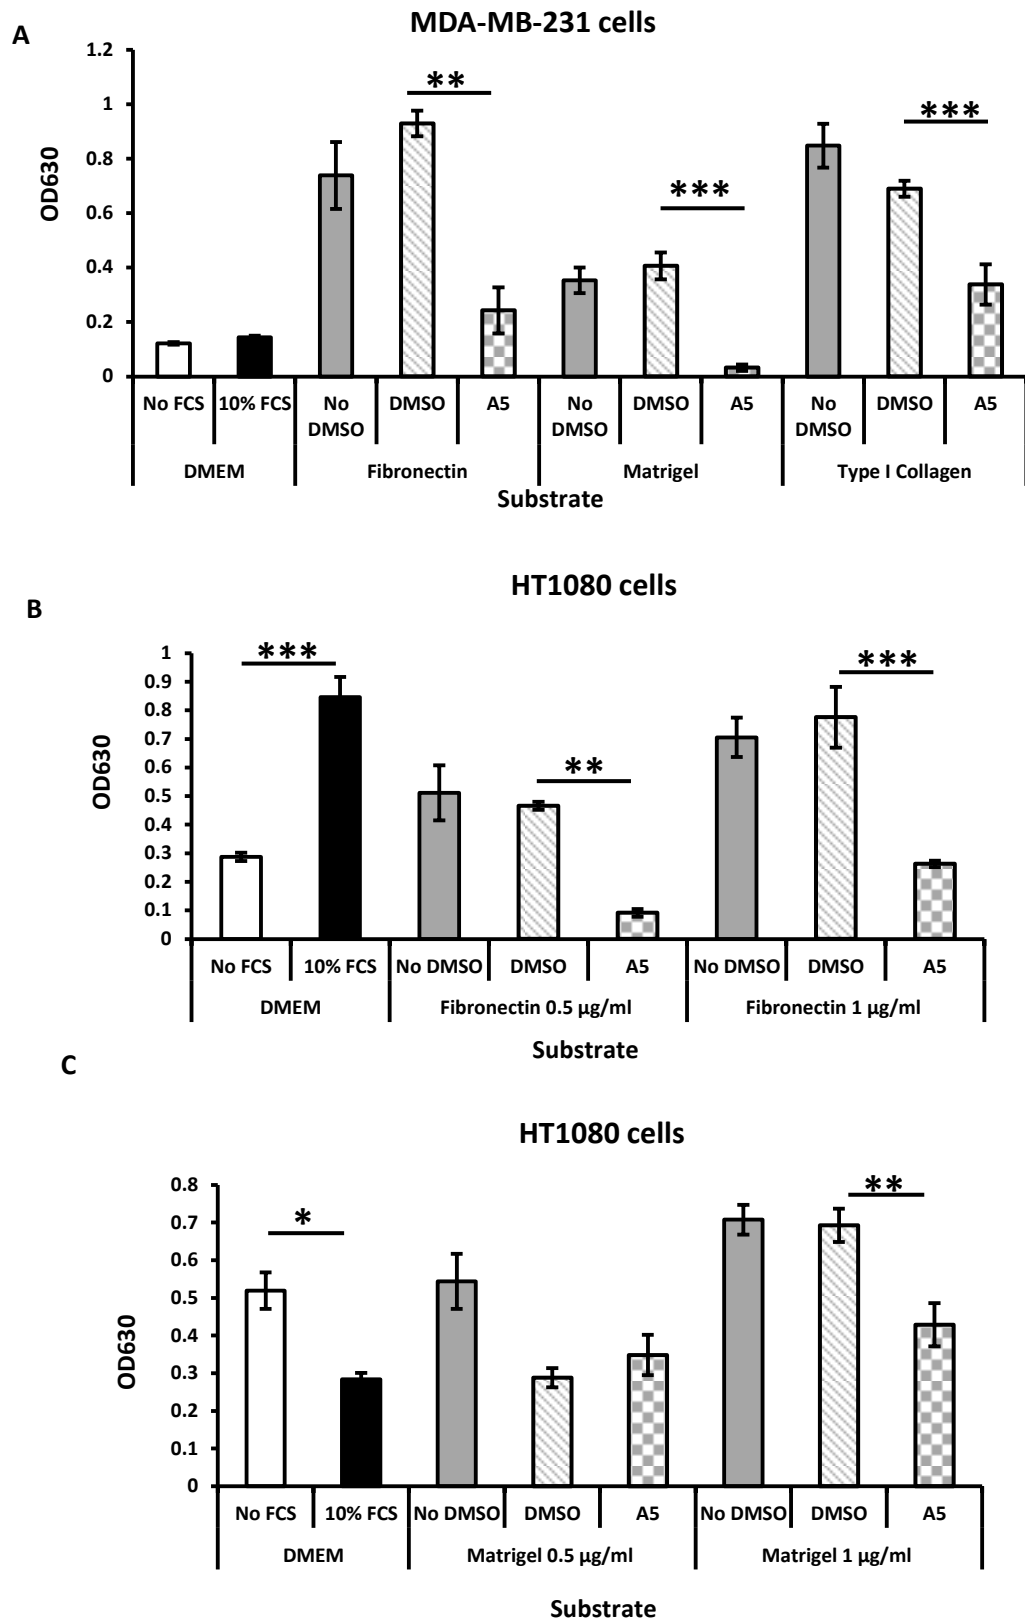 A
MDA-MB-231 cells
1.2
1
0.8
0.6
0.4
0.2
0
OD630
**
***
***
No FCS 10% FCS No DMSO DMSO A5 No DMSO DMSO A5 No DMSO DMSO A5
DMEM Fibronectin Matrigel Type I Collagen
Substrate
B
HT1080 cells
1
0.9
0.8
0.7
0.6
0.5
0.4
0.3
0.2
0.1
0
OD630
***
**
***
No FCS 10% FCS No DMSO DMSO A5 No DMSO DMSO A5
DMEM Fibronectin 0.5 µg/ml Fibronectin 1 µg/ml
Substrate
C
HT1080 cells
0.8
0.7
0.6
0.5
0.4
0.3
0.2
0.1
0
OD630
*
**
No FCS 10% FCS No DMSO DMSO A5 No DMSO DMSO A5
DMEM Matrigel 0.5 µg/ml Matrigel 1 µg/ml
Substrate